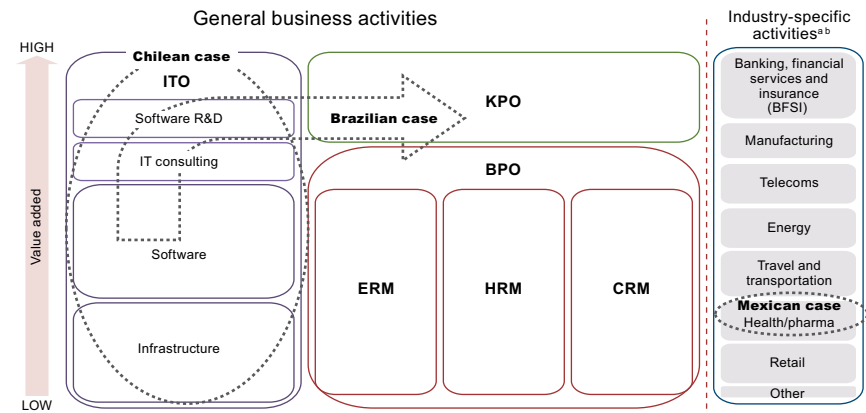 General business activities
Industry-specific
activitiesᵃ ᵇ
HIGH
Value added
LOW
Chilean case
ITO
Software R&D
IT consulting
Software
Infrastructure
Brazilian case
KPO
BPO
ERM
HRM
CRM
Banking, financial
services and
insurance
(BFSI)
Manufacturing
Telecoms
Energy
Travel and
transportation
Mexican case
Health/pharma
Retail
Other